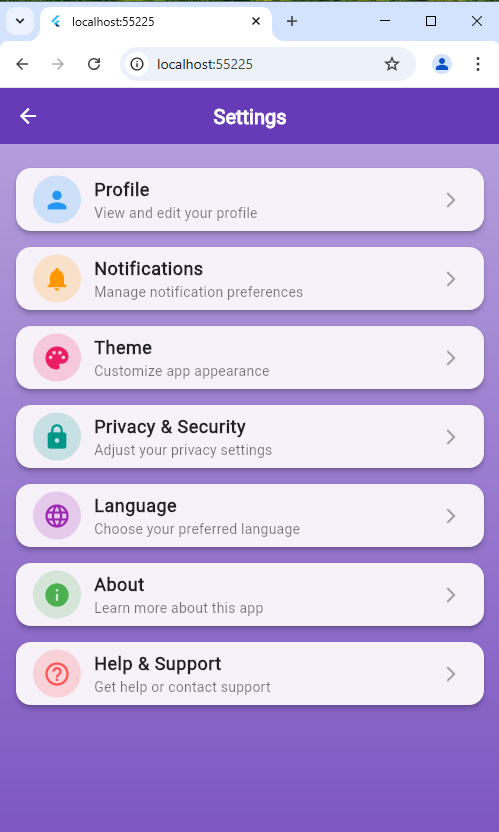 localhost:55225
localhost:55225
Settings
Profile
View and edit your profile
Notifications
Manage notification preferences
Theme
Customize app appearance
Privacy & Security
Adjust your privacy settings
Language
Choose your preferred language
About
Learn more about this app
Help & Support
Get help or contact support